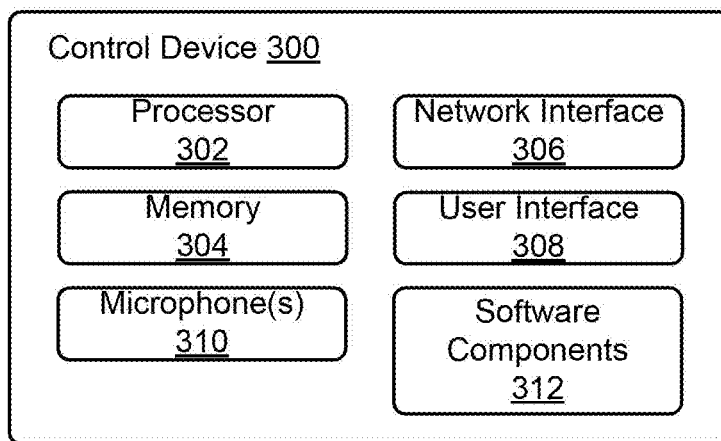 Control Device 300
Processor
302
Network Interface
306
Memory
304
User Interface
308
Microphone(s)
310
Software
Components
312